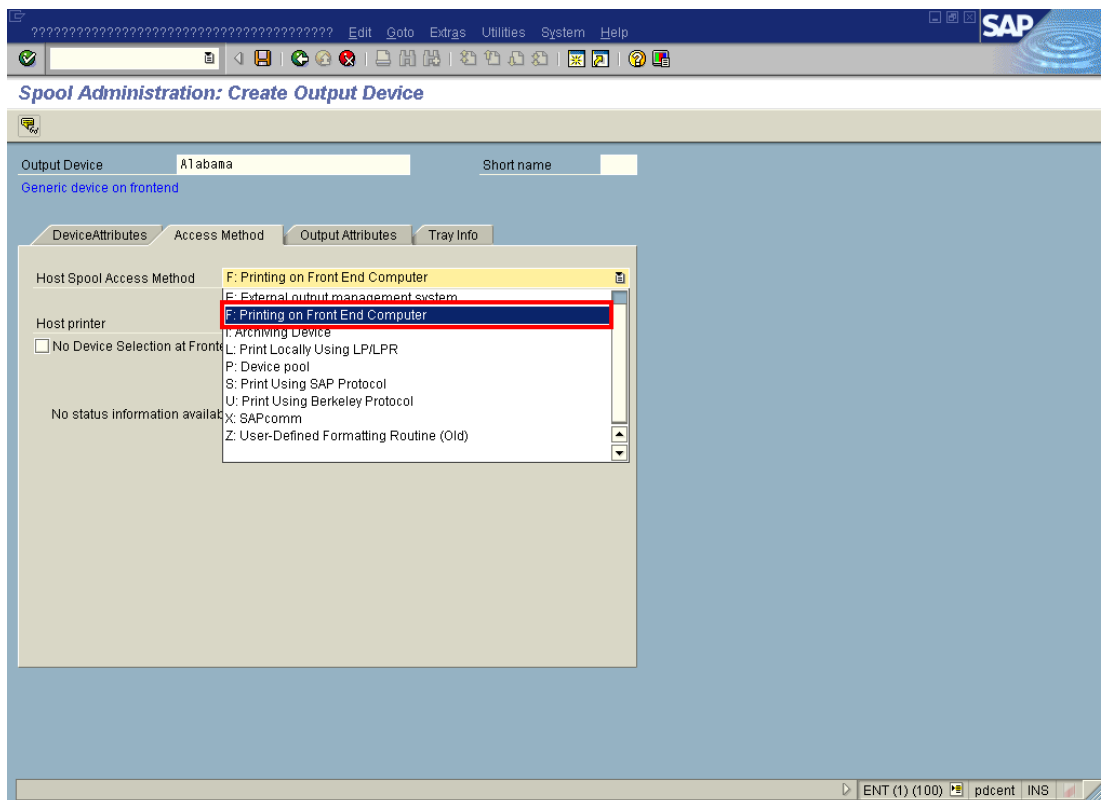 ???????????????????????????????????????? Edit Goto Extras Utilities System Help
SAP
Spool Administration: Create Output Device
Output Device Alabama Short name
Generic device on frontend
DeviceAttributes Access Method Output Attributes Tray Info
Host Spool Access Method F: Printing on Front End Computer
E: External output management system
F: Printing on Front End Computer
Host printer
I: Archiving Device
No Device Selection at Fronte
L: Print Locally Using LP/LPR
P: Device pool
S: Print Using SAP Protocol
U: Print Using Berkeley Protocol
No status information availab
X: SAPcomm
Z: User-Defined Formatting Routine (Old)
ENT (1) (100) pdcent INS